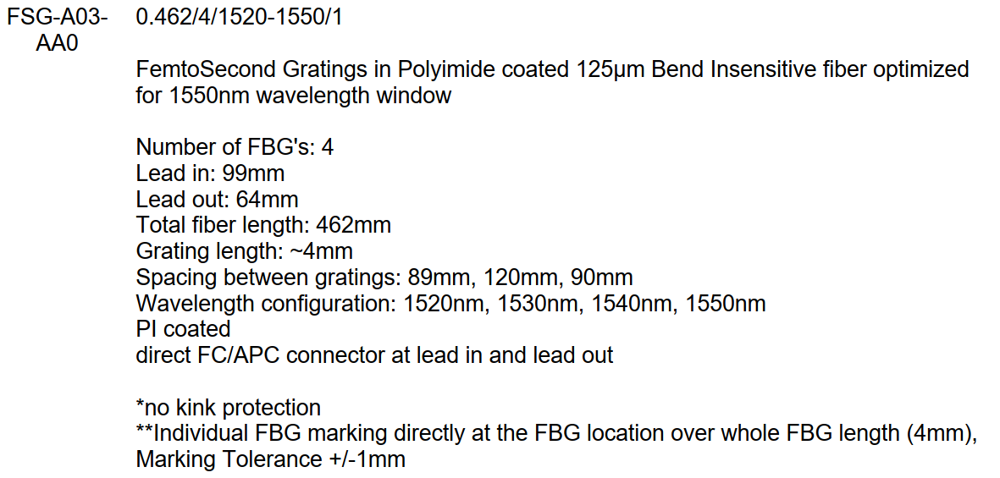 FSG-A03-
AA0
0.462/4/1520-1550/1
FemtoSecond Gratings in Polyimide coated 125µm Bend Insensitive fiber optimized
for 1550nm wavelength window
Number of FBG's: 4
Lead in: 99mm
Lead out: 64mm
Total fiber length: 462mm
Grating length: ~4mm
Spacing between gratings: 89mm, 120mm, 90mm
Wavelength configuration: 1520nm, 1530nm, 1540nm, 1550nm
PI coated
direct FC/APC connector at lead in and lead out
*no kink protection
**Individual FBG marking directly at the FBG location over whole FBG length (4mm),
Marking Tolerance +/-1mm